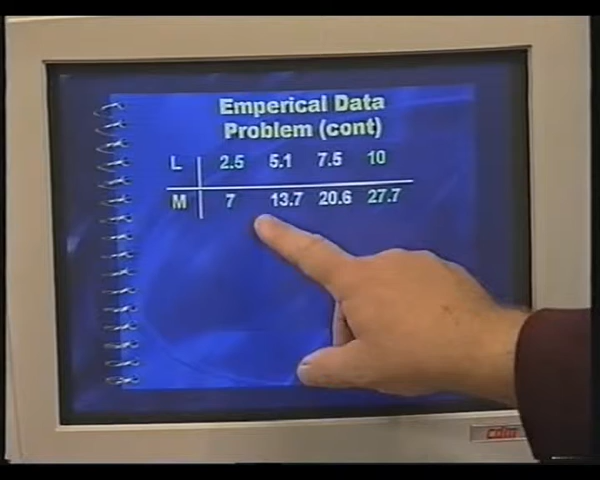 Emperical Data
Problem (cont)
L 2.5 5.1 7.5 10
M 7 13.7 20.6 27.7